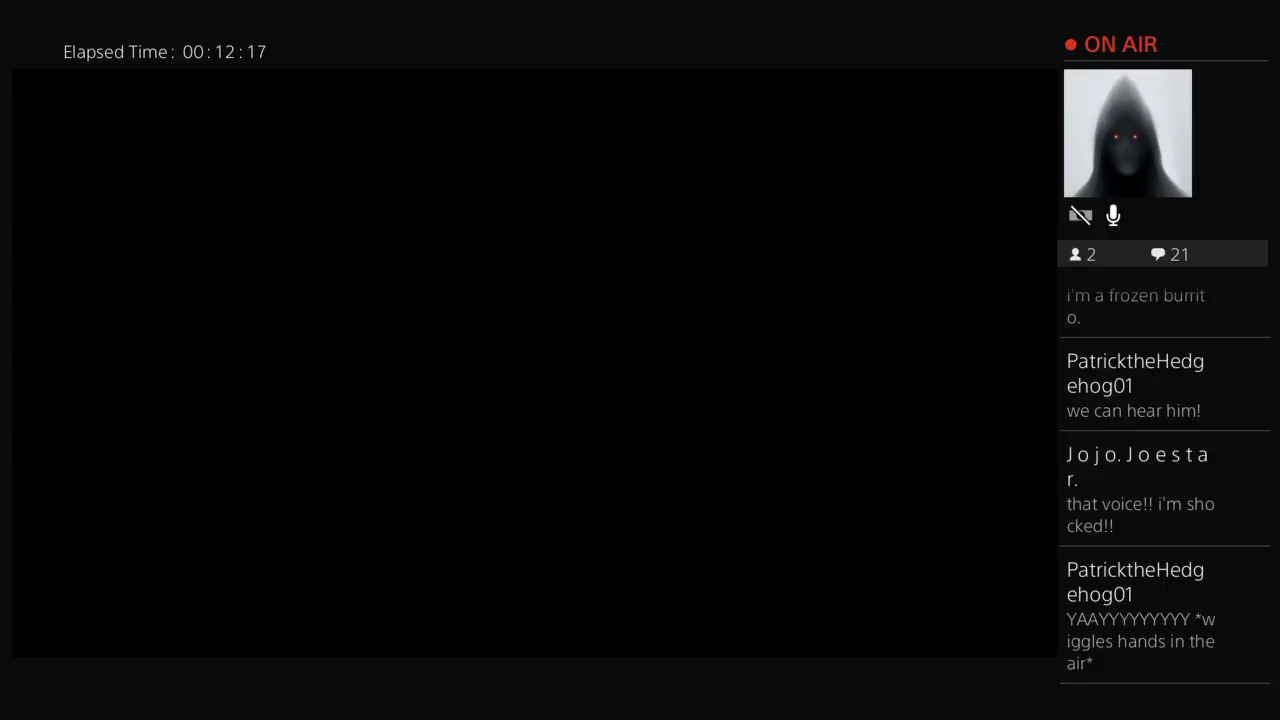 Elapsed Time: 00:12:17
ON AIR
2 21
i'm a frozen burrit
o.
PatricktheHedg
ehog01
we can hear him!
J o j o. J o e s t a
r.
that voice!! i'm sho
cked!!
PatricktheHedg
ehog01
YAAYYYYYYYYY *w
iggles hands in the
air*